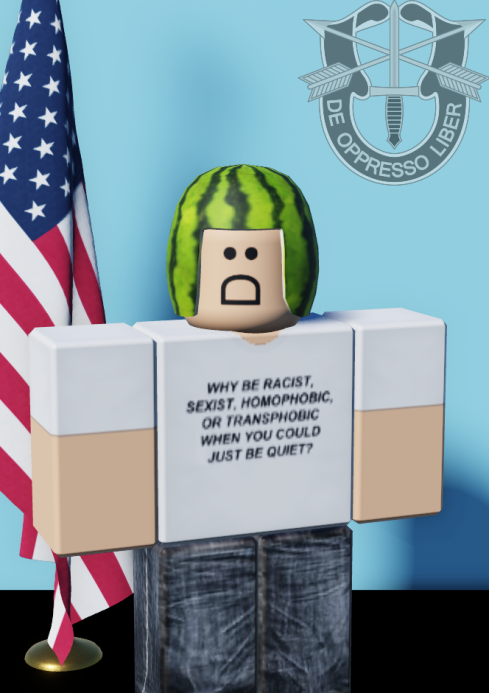 DE OPPRESSO LIBER
WHY BE RACIST,
SEXIST, HOMOPHOBIC,
OR TRANSPHOBIC
WHEN YOU COULD
JUST BE QUIET?